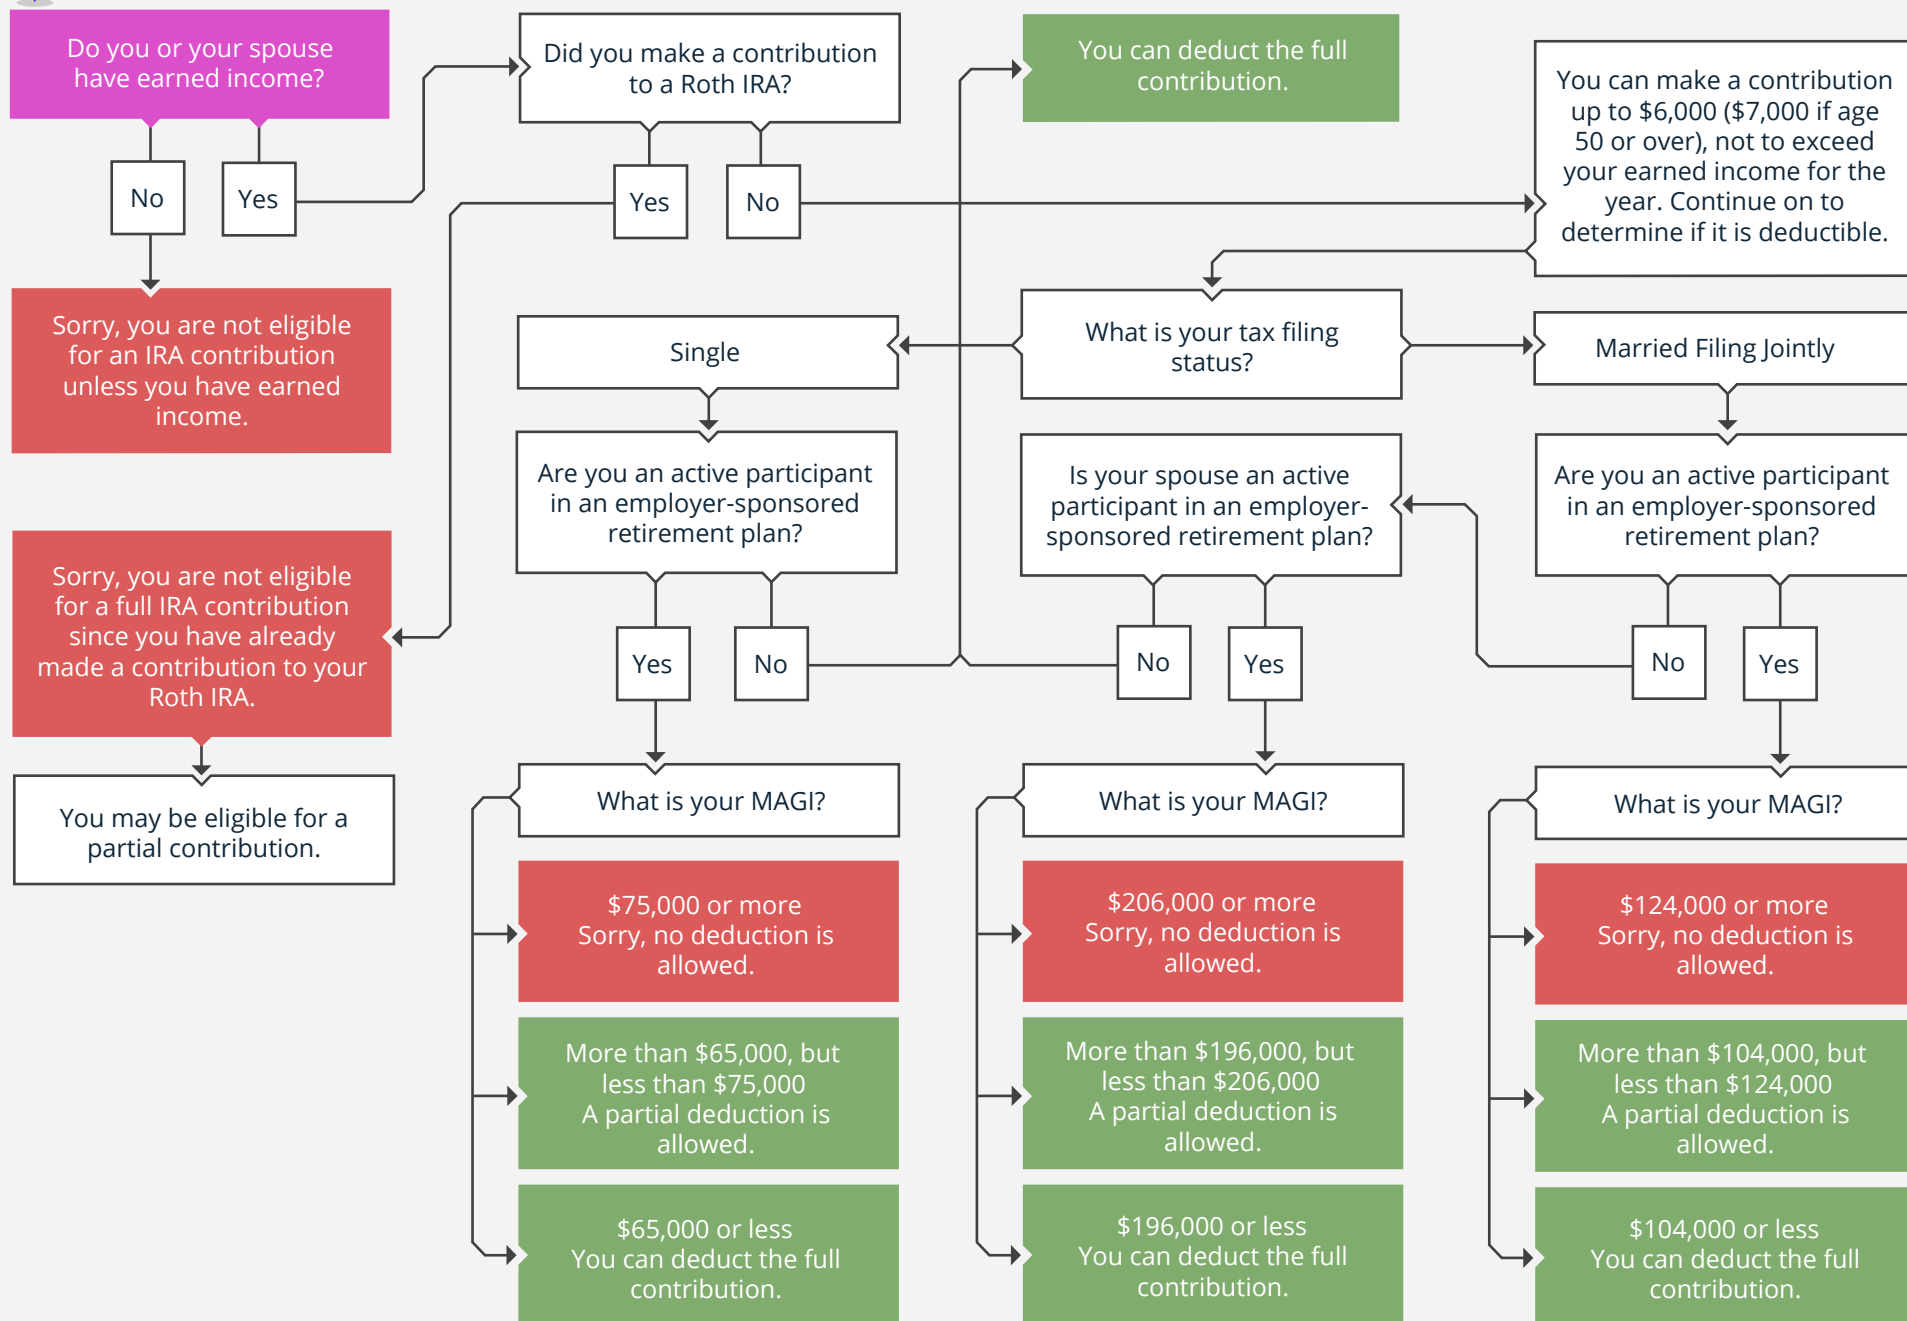 Do you or your spouse
have earned income?
No
Yes
Sorry, you are not eligible
for an IRA contribution
unless you have earned
income.
Sorry, you are not eligible
for a full IRA contribution
since you have already
made a contribution to your
Roth IRA.
You may be eligible for a
partial contribution.
Did you make a contribution
to a Roth IRA?
Yes
No
You can deduct the full
contribution.
You can make a contribution
up to $6,000 ($7,000 if age
50 or over), not to exceed
your earned income for the
year. Continue on to
determine if it is deductible.
What is your tax filing
status?
Single
Married Filing Jointly
Are you an active participant
in an employer-sponsored
retirement plan?
Yes
No
Is your spouse an active
participant in an employer-
sponsored retirement plan?
No
Yes
Are you an active participant
in an employer-sponsored
retirement plan?
No
Yes
What is your MAGI?
$75,000 or more
Sorry, no deduction is
allowed.
More than $65,000, but
less than $75,000
A partial deduction is
allowed.
$65,000 or less
You can deduct the full
contribution.
What is your MAGI?
$206,000 or more
Sorry, no deduction is
allowed.
More than $196,000, but
less than $206,000
A partial deduction is
allowed.
$196,000 or less
You can deduct the full
contribution.
What is your MAGI?
$124,000 or more
Sorry, no deduction is
allowed.
More than $104,000, but
less than $124,000
A partial deduction is
allowed.
$104,000 or less
You can deduct the full
contribution.